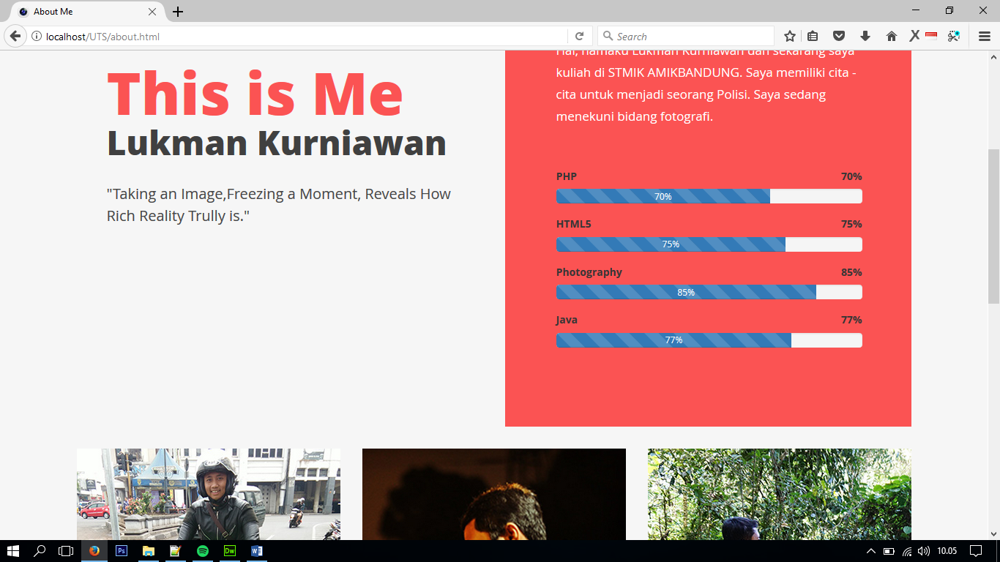 About Me
localhost/UTS/about.html
Search
This is Me
Lukman Kurniawan
"Taking an Image,Freezing a Moment, Reveals How
Rich Reality Trully is."
Hai, namaku Lukman Kurniawan dan sekarang saya
kuliah di STMIK AMIKBANDUNG. Saya memiliki cita -
cita untuk menjadi seorang Polisi. Saya sedang
menekuni bidang fotografi.
PHP 70%
70%
HTML5 75%
75%
Photography 85%
85%
Java 77%
77%
Ps
Dw
W
10.05